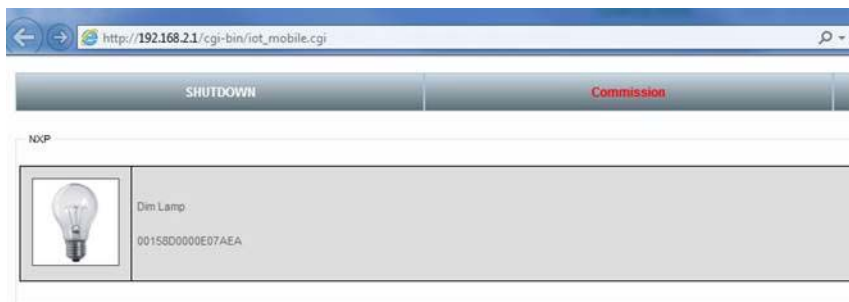 http://192.168.2.1/cgi-bin/iot_mobile.cgi
SHUTDOWN Commission
NXP
Dim Lamp
00158D0000E07AEA